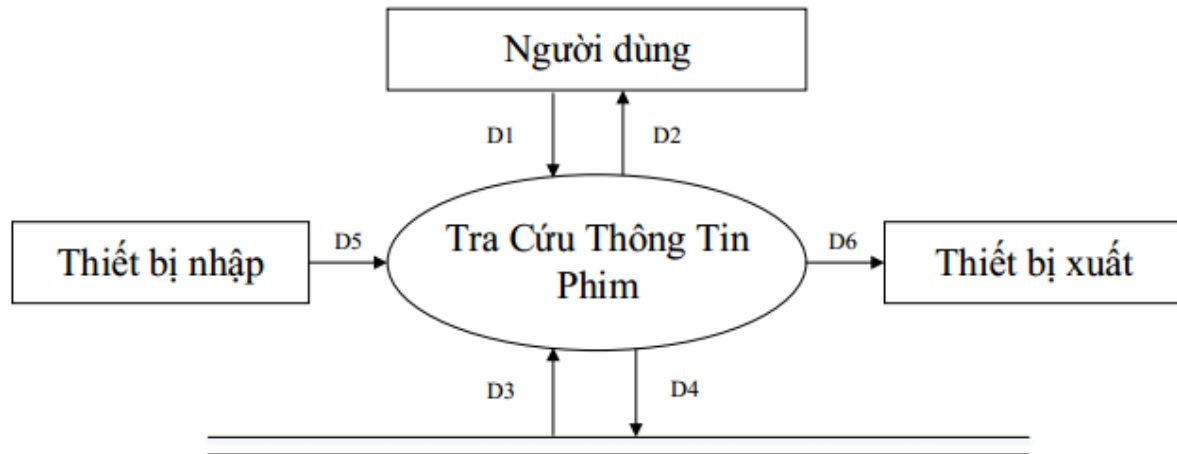 Người dùng
D1
D2
Thiết bị nhập
D5
Tra Cứu Thông Tin
Phim
D6
Thiết bị xuất
D3
D4